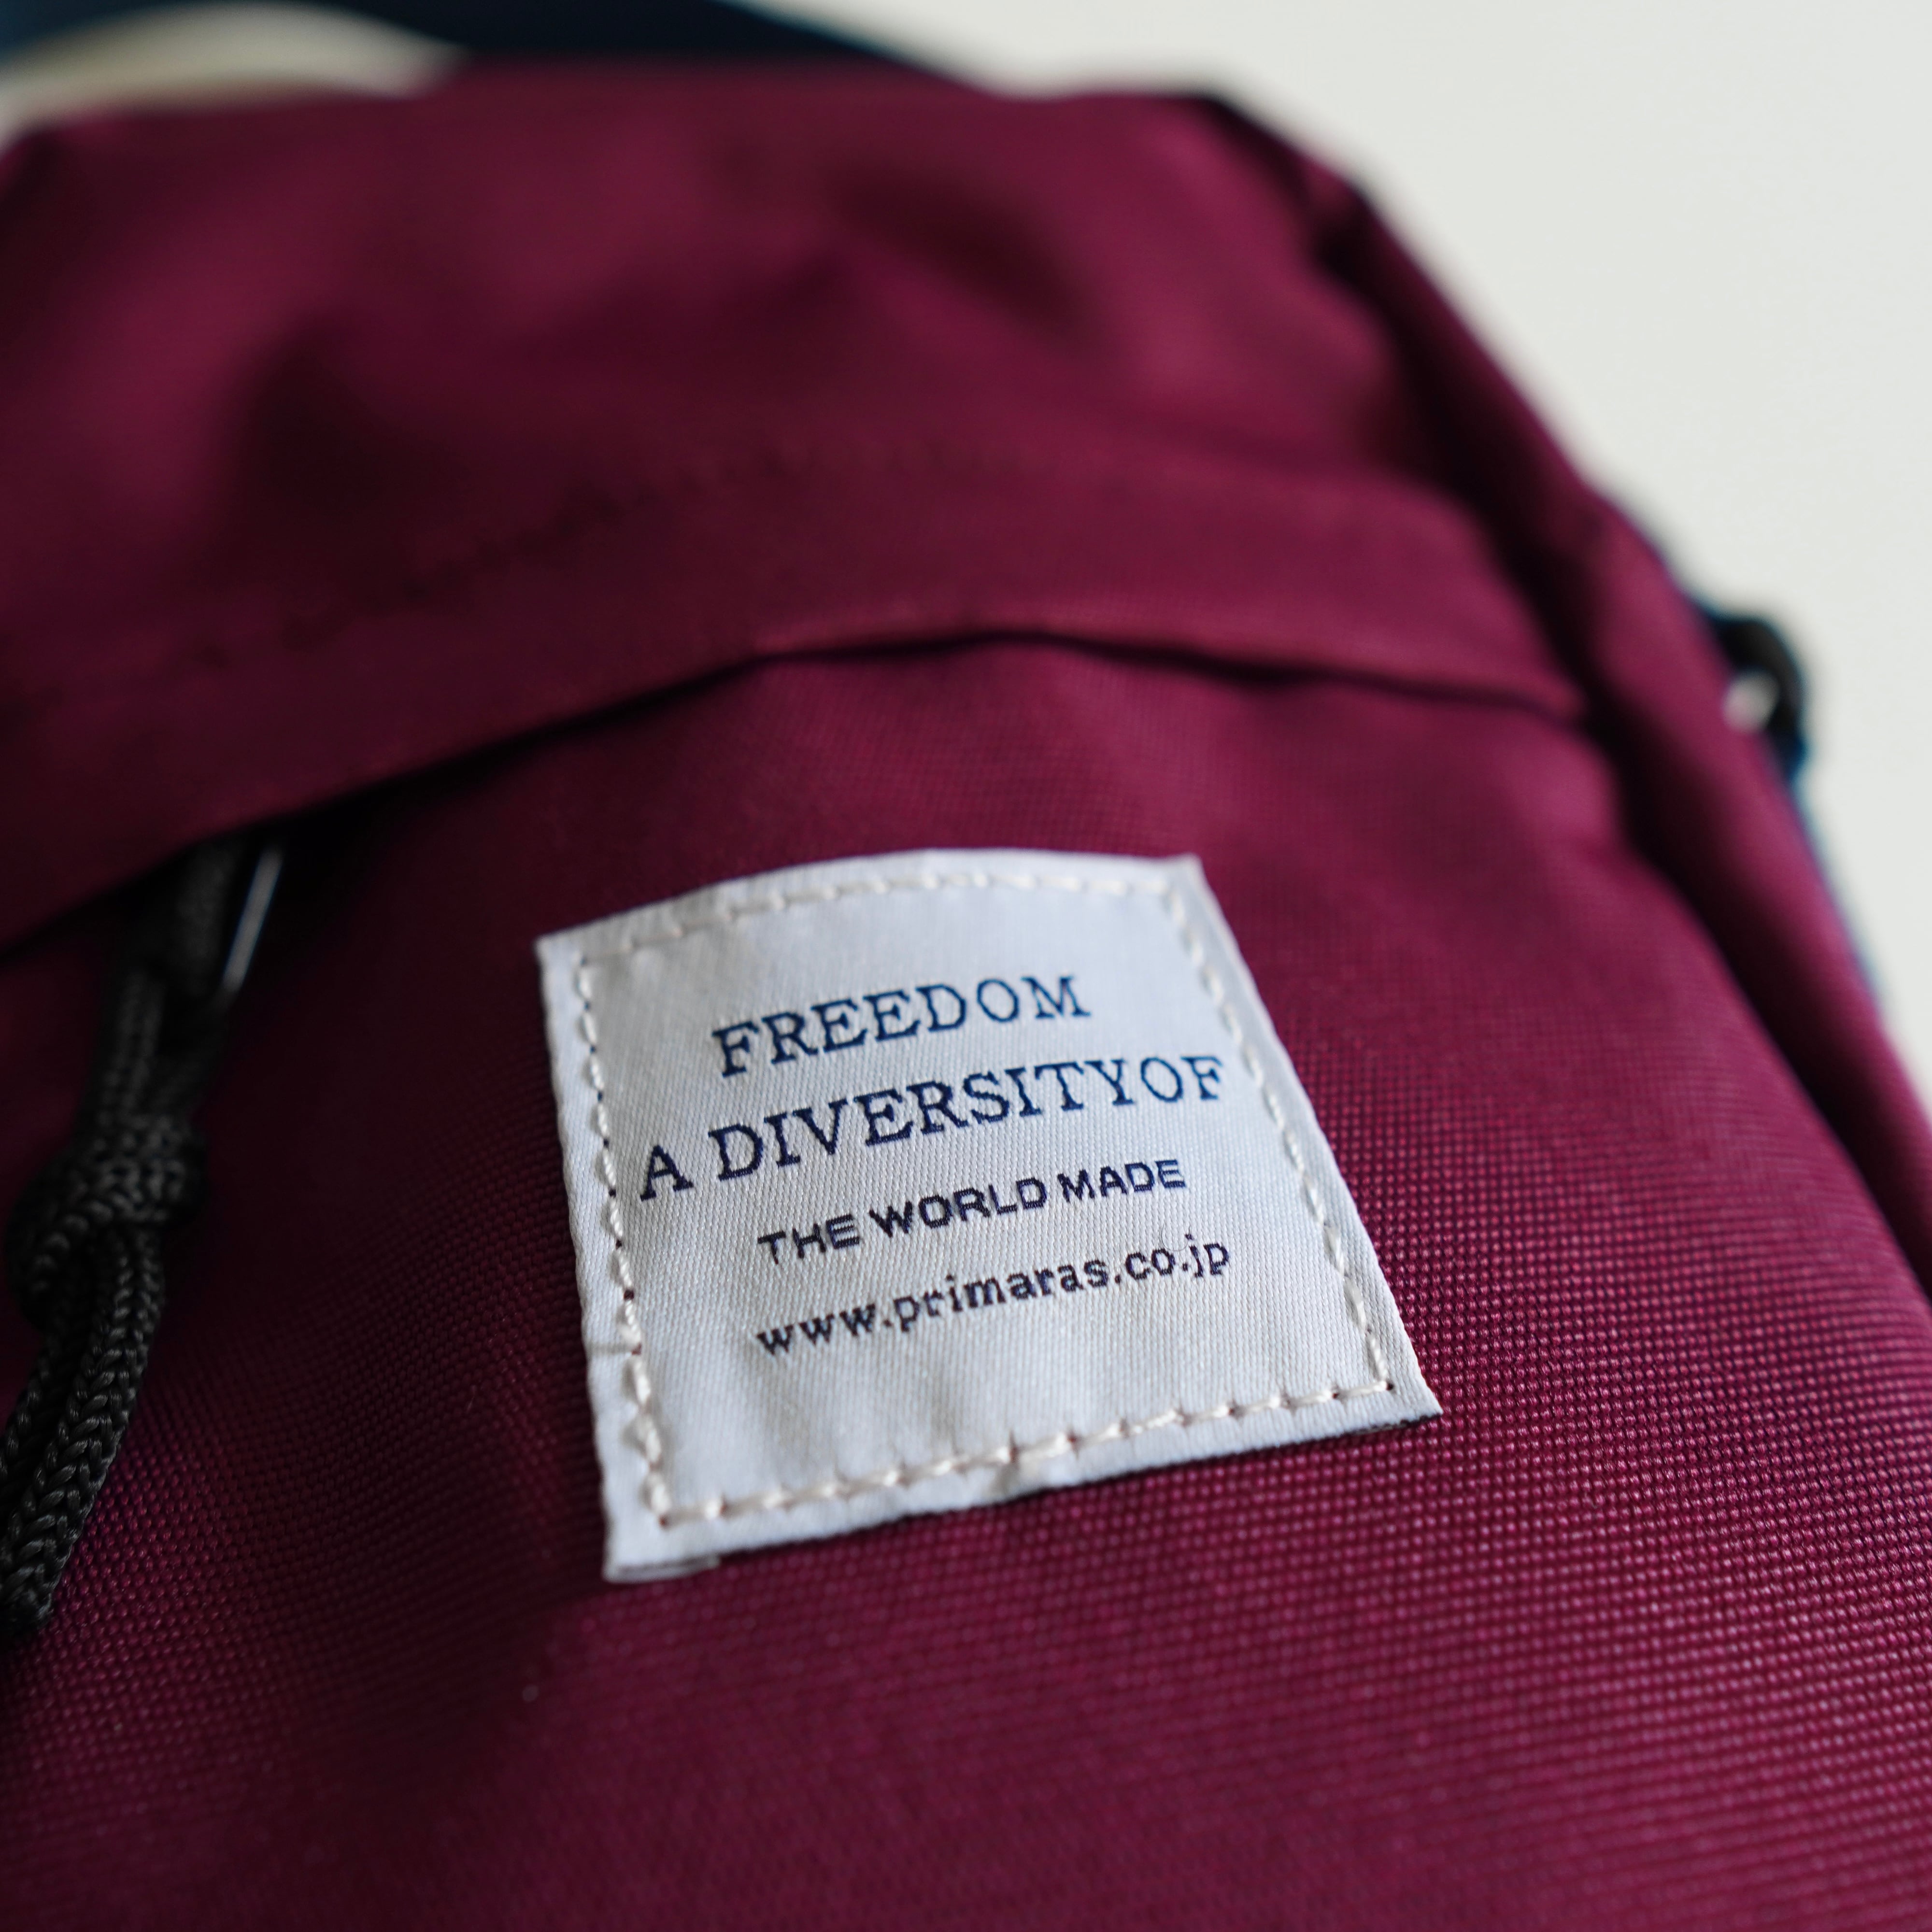 FREEDOM
A DIVERSITYOF
THE WORLD MADE
www.primaras.co.jp